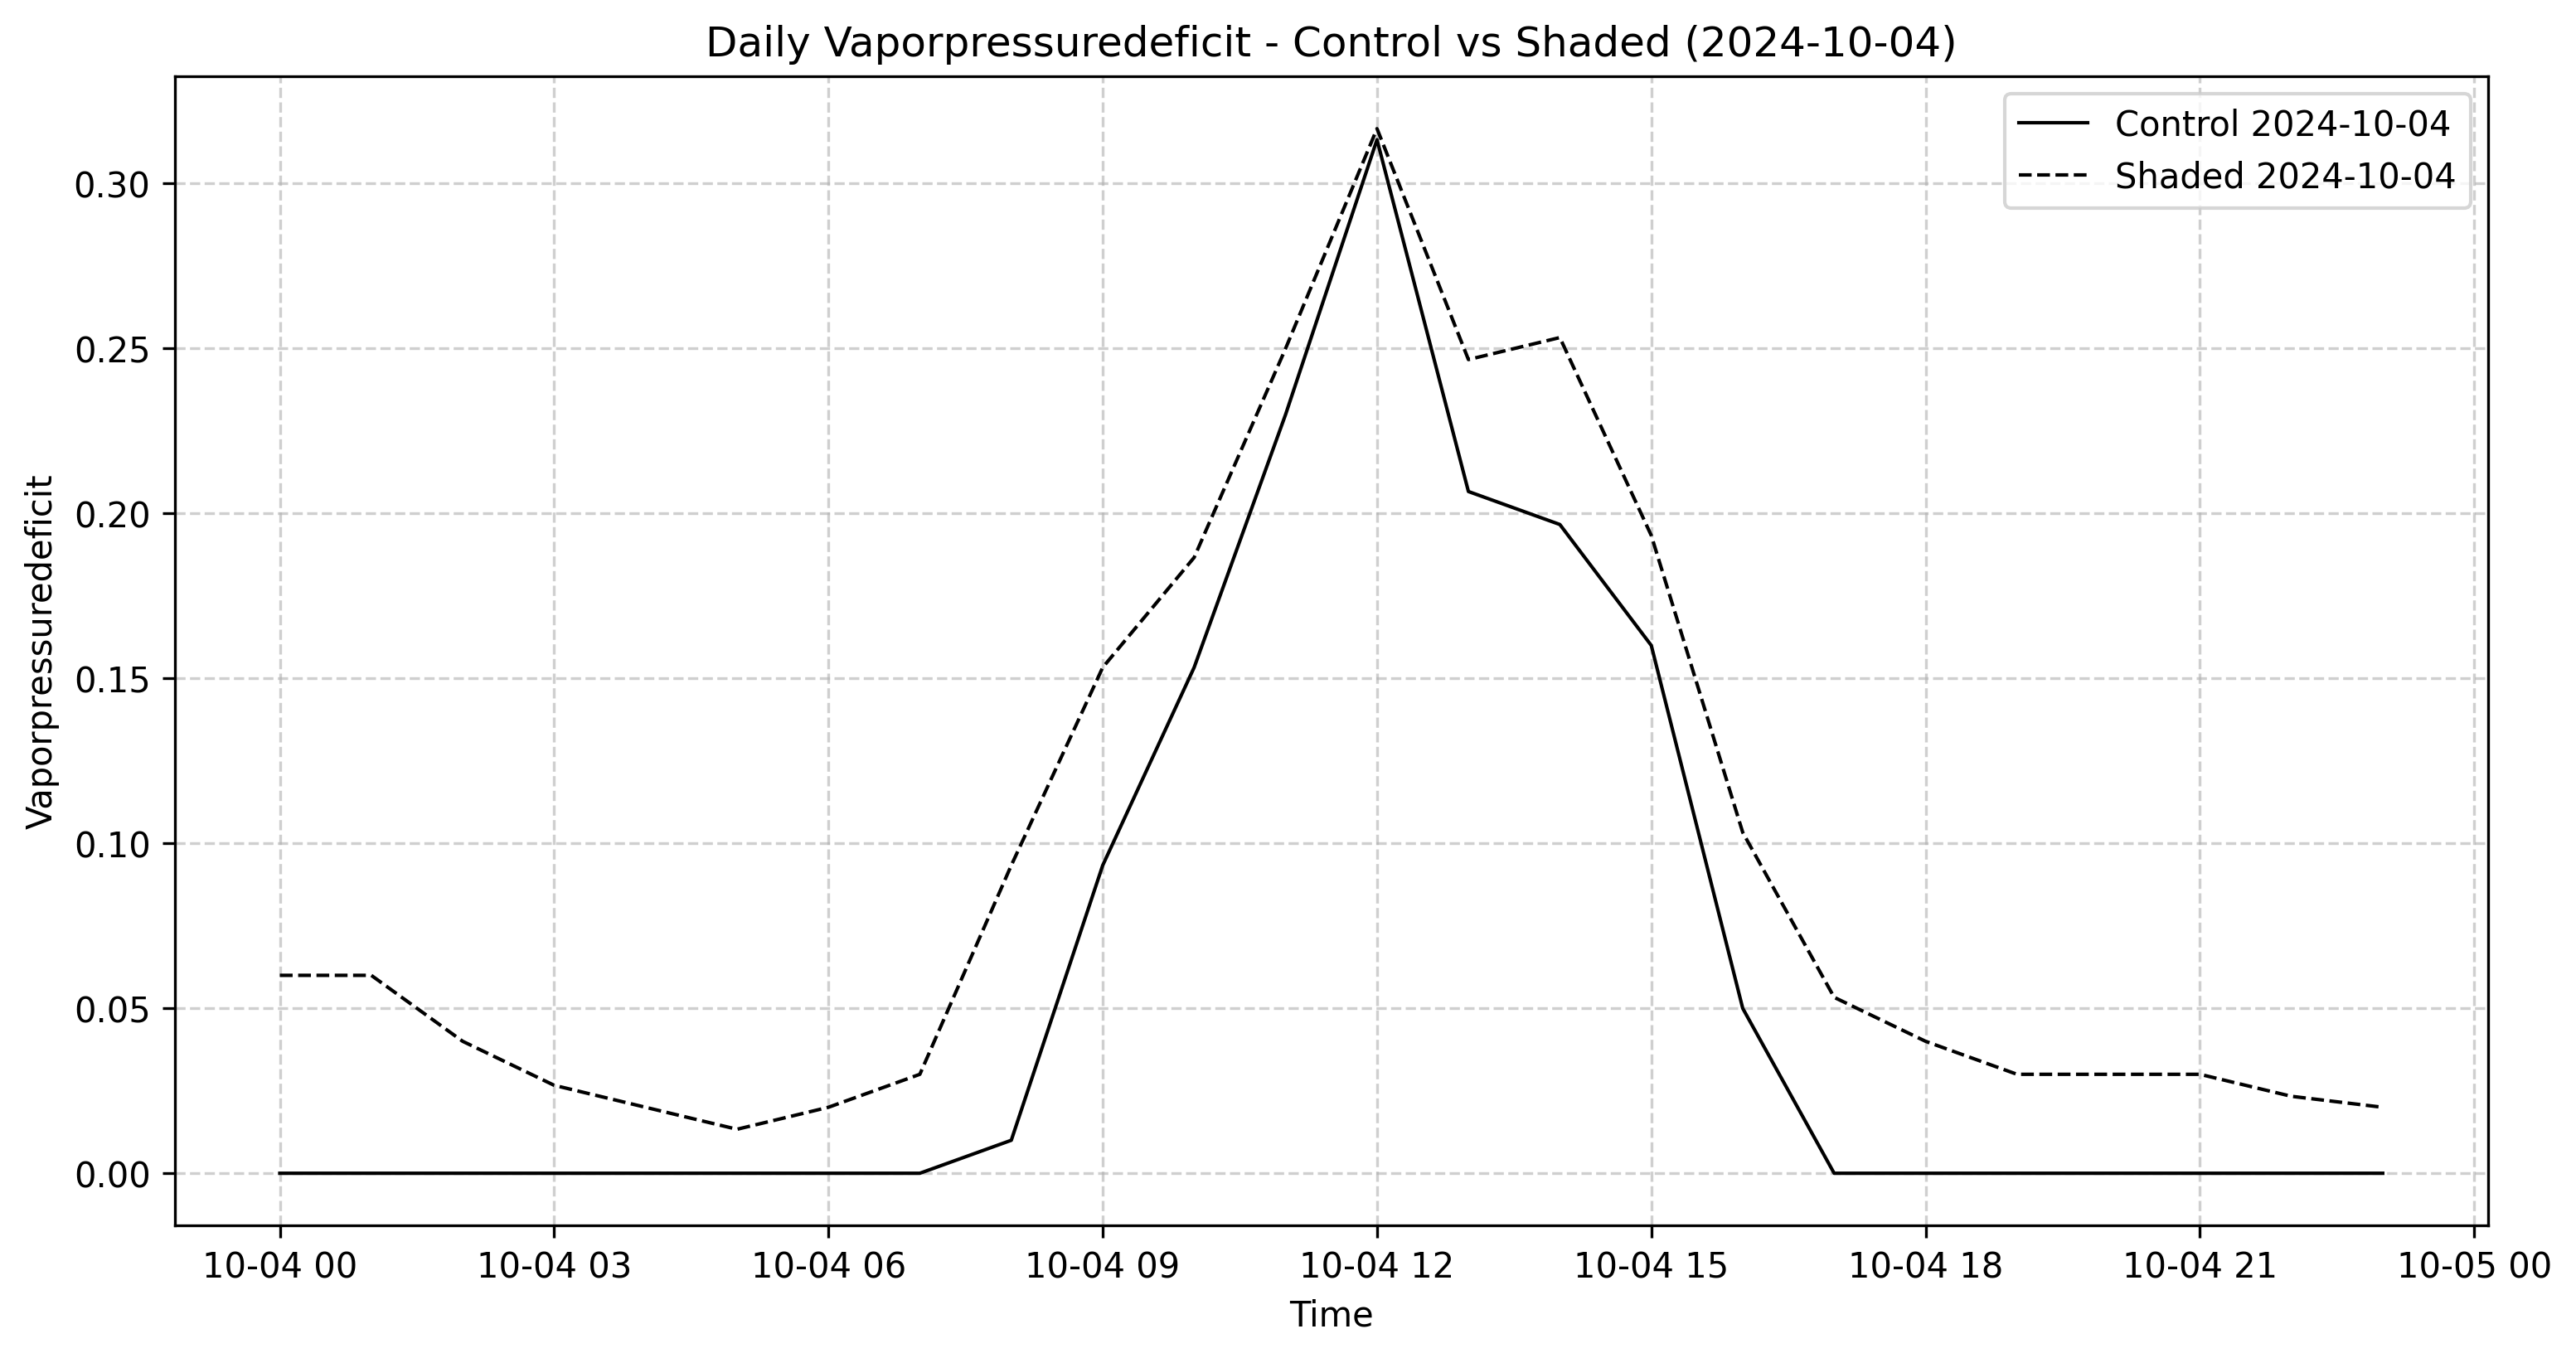 Daily Vaporpressuredeficit - Control vs Shaded (2024-10-04)
Control 2024-10-04
Shaded 2024-10-04
Vaporpressuredeficit
0.30
0.25
0.20
0.15
0.10
0.05
0.00
10-04 00 10-04 03 10-04 06 10-04 09 10-04 12 10-04 15 10-04 18 10-04 21 10-05 00
Time